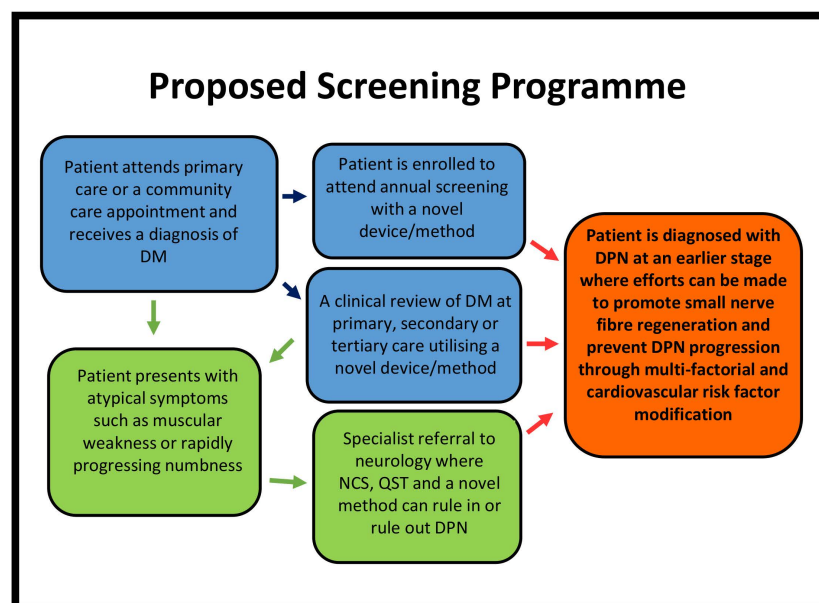 Proposed Screening Programme
Patient attends primary
care or a community
care appointment and
receives a diagnosis of
DM
Patient is enrolled to
attend annual screening
with a novel
device/method
A clinical review of DM at
primary, secondary or
tertiary care utilising a
novel device/method
Patient presents with
atypical symptoms
such as muscular
weakness or rapidly
progressing numbness
Specialist referral to
neurology where
NCS, QST and a novel
method can rule in or
rule out DPN
Patient is diagnosed with
DPN at an earlier stage
where efforts can be made
to promote small nerve
fibre regeneration and
prevent DPN progression
through multi-factorial and
cardiovascular risk factor
modification